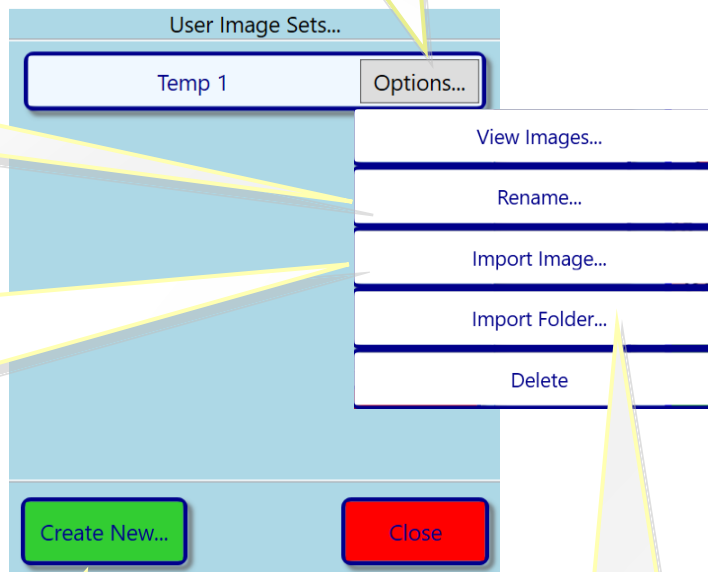 User Image Sets...
Temp 1
Options...
View Images...
Rename...
Import Image...
Import Folder...
Delete
Create New...
Close